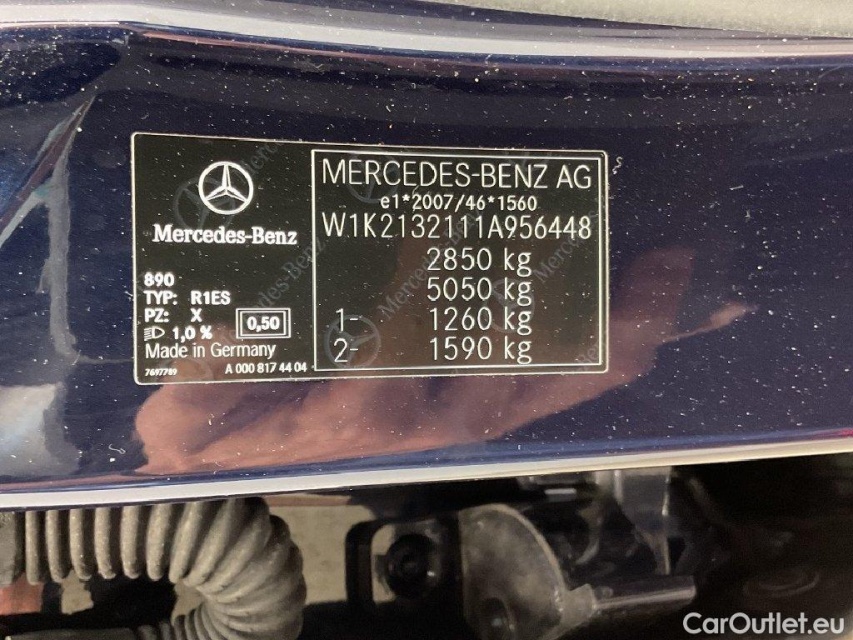 Mercedes-Benz
890
TYP: R1ES
PZ: X
1,0 %
0,50
Made in Germany
7697789
A 000 817 44 04
MERCEDES-BENZ AG
e1*2007/46*1560
W1K2132111A956448
2850 kg
5050 kg
1- 1260 kg
2- 1590 kg
CarOutlet.eu